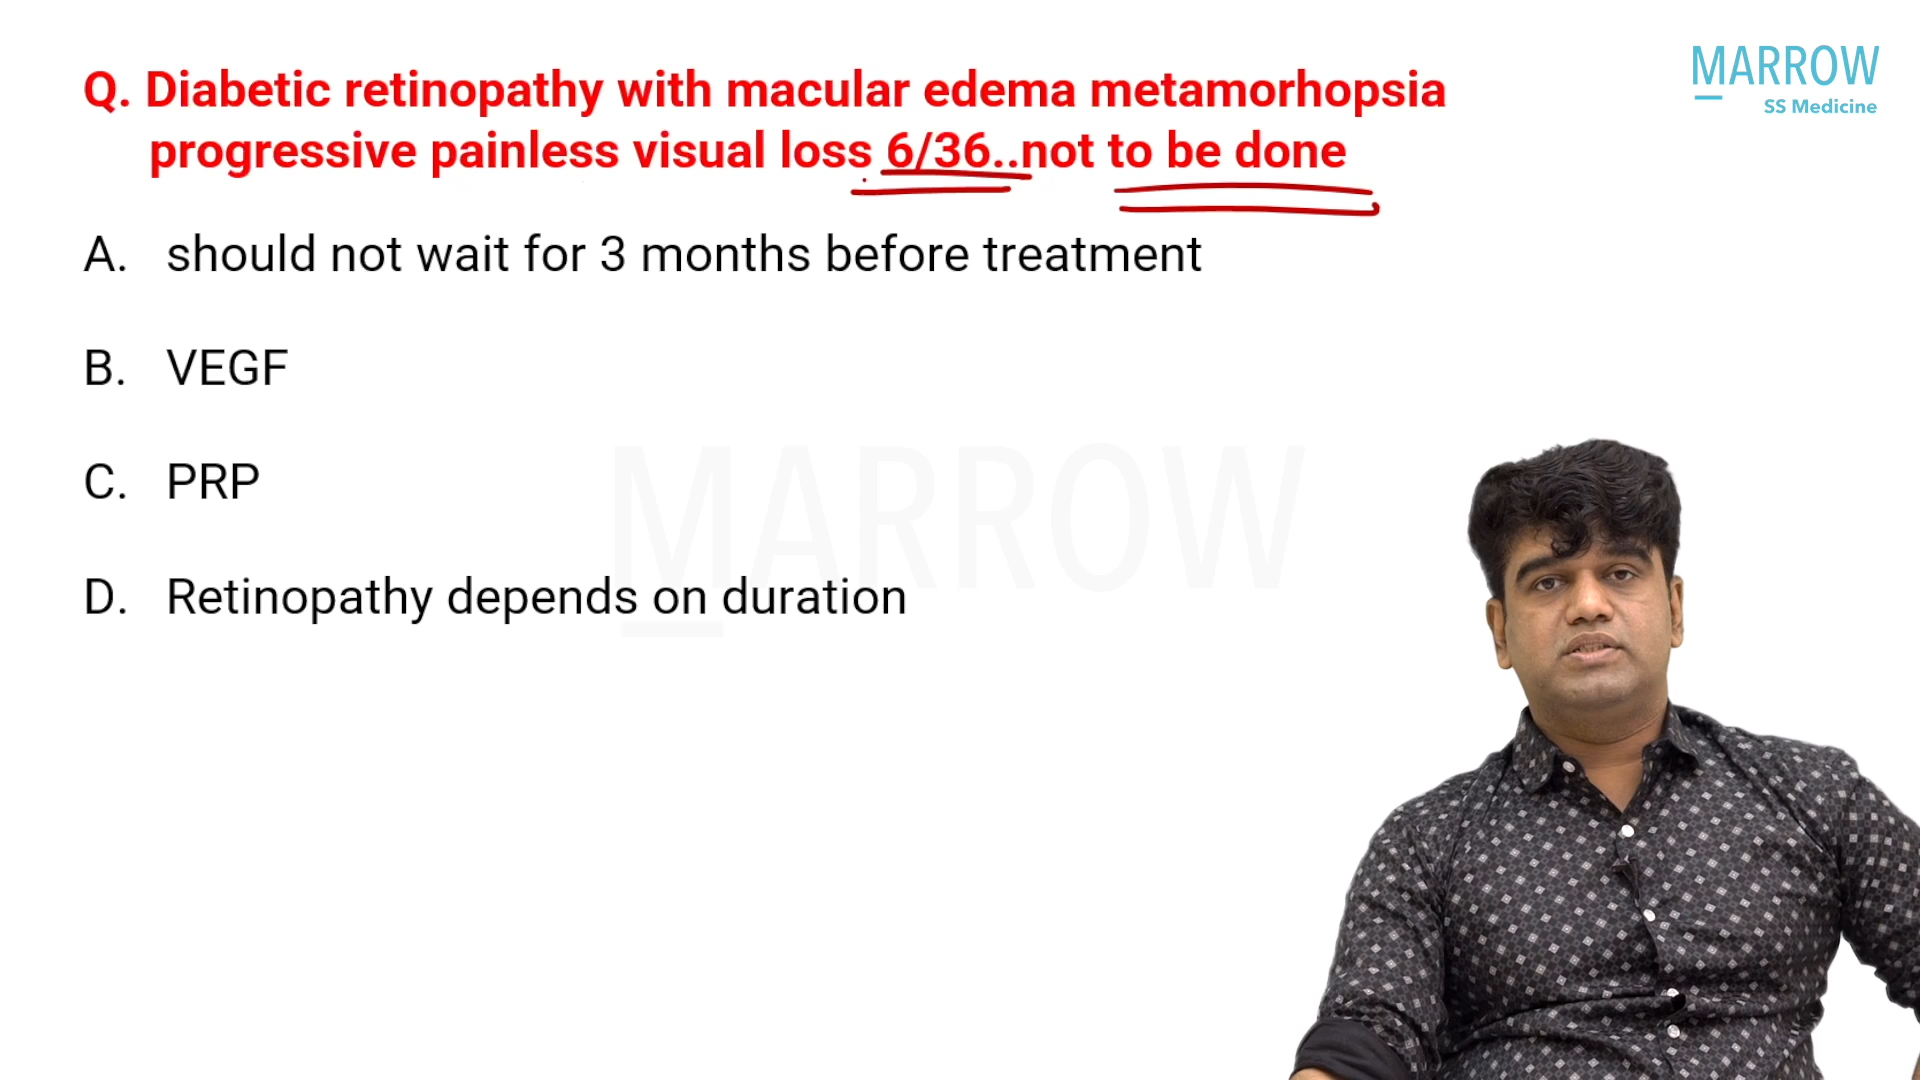 MARROW
SS Medicine
Q. Diabetic retinopathy with macular edema metamorhopsia
progressive painless visual loss 6/36..not to be done
A. should not wait for 3 months before treatment
B. VEGF
C. PRP
D. Retinopathy depends on duration
MARROW